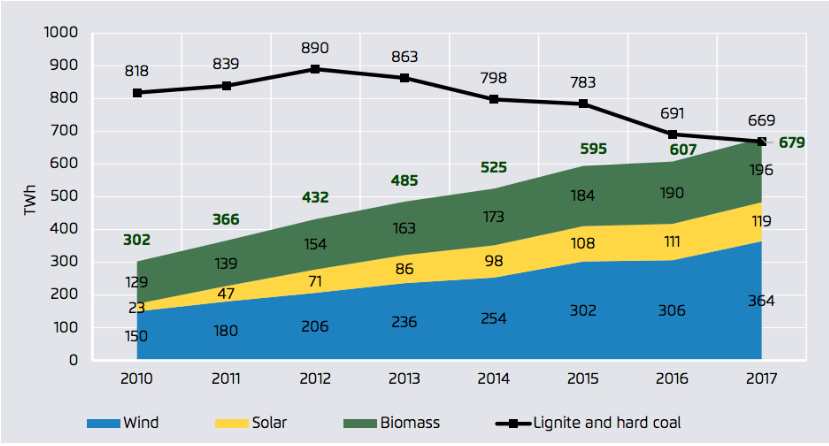 1000
900
800
700
600
500
400
300
200
100
0
TWh
818 839 890 863 798 783 691 669
302 366 432 485 525 595 607 679
129 139 154 163 173 184 190 196
23 47 71 86 98 108 111 119
150 180 206 236 254 302 306 364
2010 2011 2012 2013 2014 2015 2016 2017
Wind Solar Biomass Lignite and hard coal